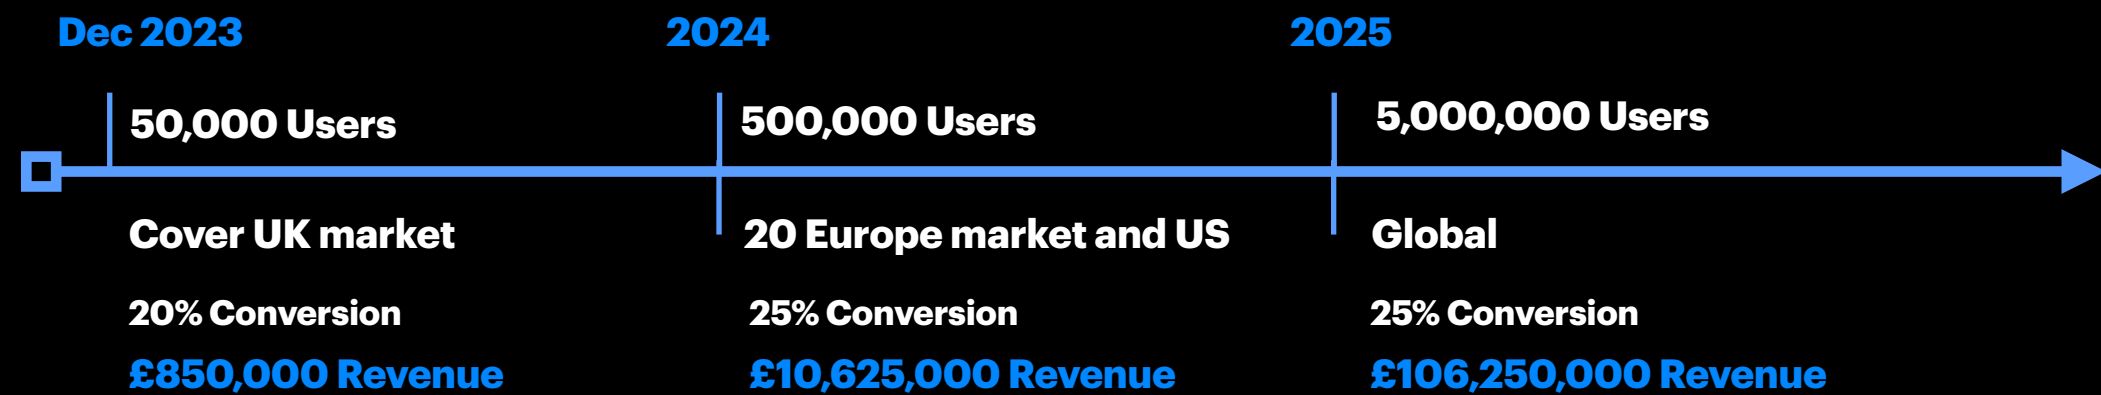 Dec 2023
2024
2025
50,000 Users
500,000 Users
5,000,000 Users
Cover UK market
20 Europe market and US
Global
20% Conversion
25% Conversion
25% Conversion
£850,000 Revenue
£10,625,000 Revenue
£106,250,000 Revenue